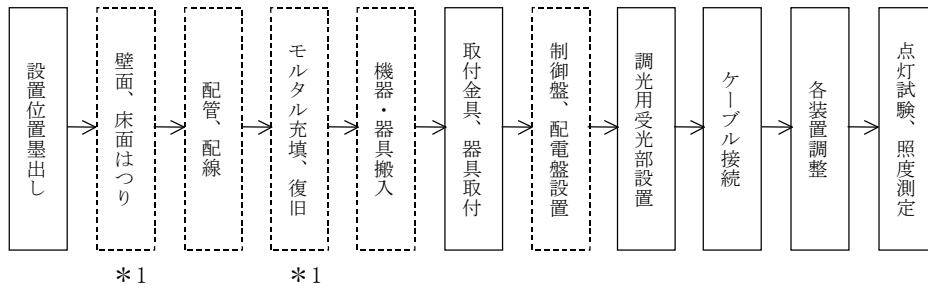 設置位置墨出し
壁面、床面はつり
配管、配線
モルタル充填、復旧
機器・器具搬入
取付金具、器具取付
制御盤、配電盤設置
調光用受光部設置
ケーブル接続
各装置調整
点灯試験、照度測定
＊1
＊1